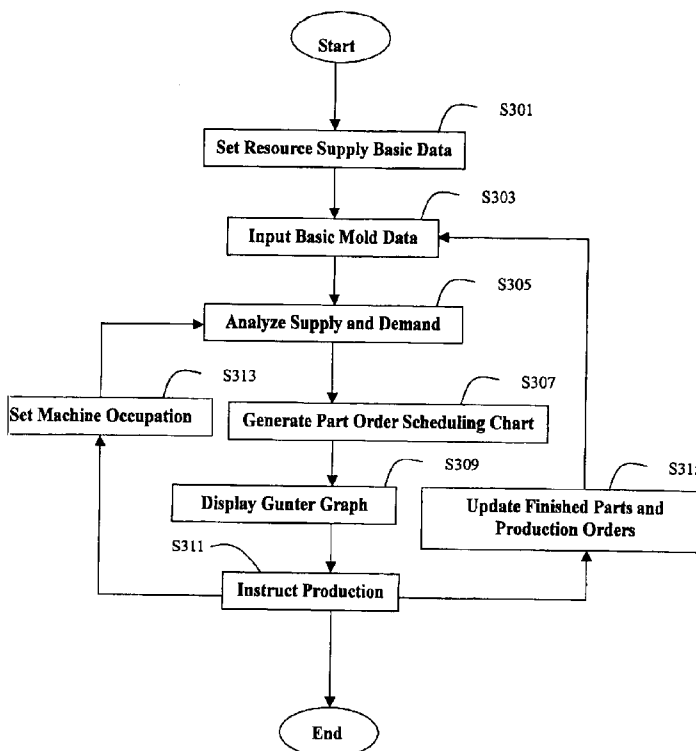 Start
S301
Set Resource Supply Basic Data
S303
Input Basic Mold Data
S305
Analyze Supply and Demand
S313
Set Machine Occupation
S307
Generate Part Order Scheduling Chart
S309
Display Gunter Graph
S315
Update Finished Parts and
Production Orders
S311
Instruct Production
End